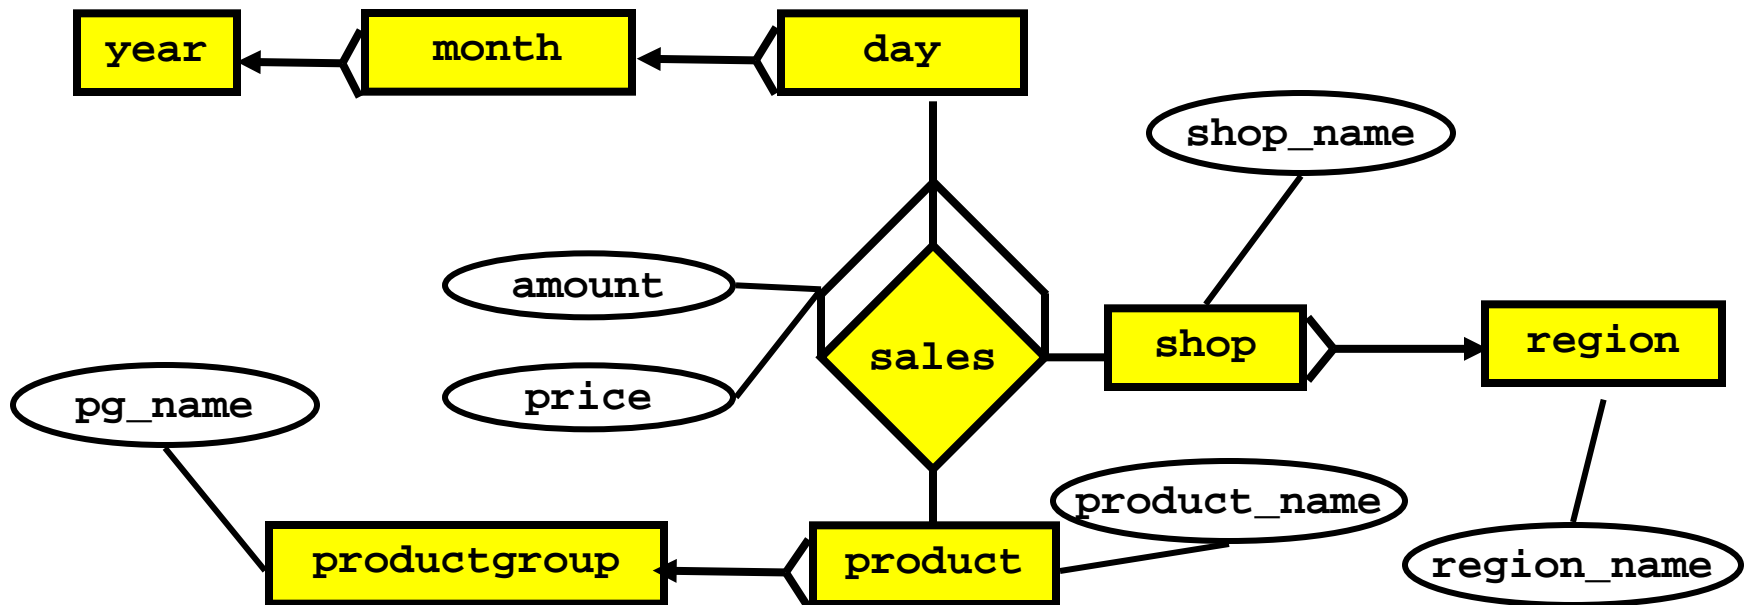 year
month
day
shop_name
amount
sales
shop
region
price
pg_name
product_name
productgroup
product
region_name